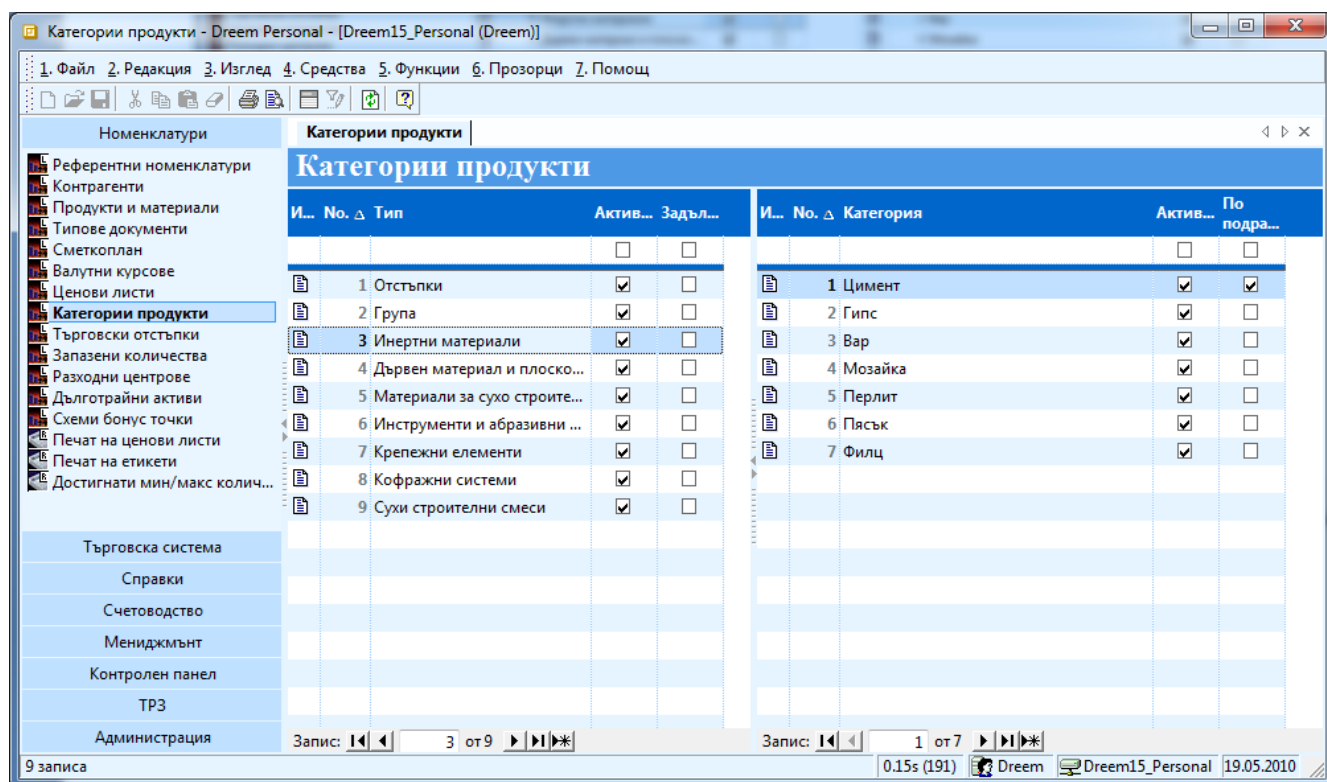 Категории продукти - Dreem Personal - [Dreem15_Personal (Dreem)]
1. Файл 2. Редакция 3. Изглед 4. Средства 5. Функции 6. Прозорци 7. Помощ
Номенклатури
Референтни номенклатури
Контрагенти
Продукти и материали
Типове документи
Сметкоплан
Валутни курсове
Ценови листи
Категории продукти
Търговски отстъпки
Запазени количества
Разходни центрове
Дълготрайни активи
Схеми бонус точки
Печат на ценови листи
Печат на етикети
Достигнати мин/макс колич...
Търговска система
Справки
Счетоводство
Мениджмънт
Контролен панел
ТРЗ
Администрация
Категории продукти
Категории продукти
И... No. Тип Актив... Задъл...
1 Отстъпки
2 Група
3 Инертни материали
4 Дървен материал и плоско...
5 Материали за сухо строите...
6 Инструменти и абразивни ...
7 Крепежни елементи
8 Кофражни системи
9 Сухи строителни смеси
Запис: 3 от 9
И... No. Категория Актив... По подра...
1 Цимент
2 Гипс
3 Вар
4 Мозайка
5 Перлит
6 Пясък
7 Филц
Запис: 1 от 7
9 записа 0.15s (191) Dreem Dreem15_Personal 19.05.2010